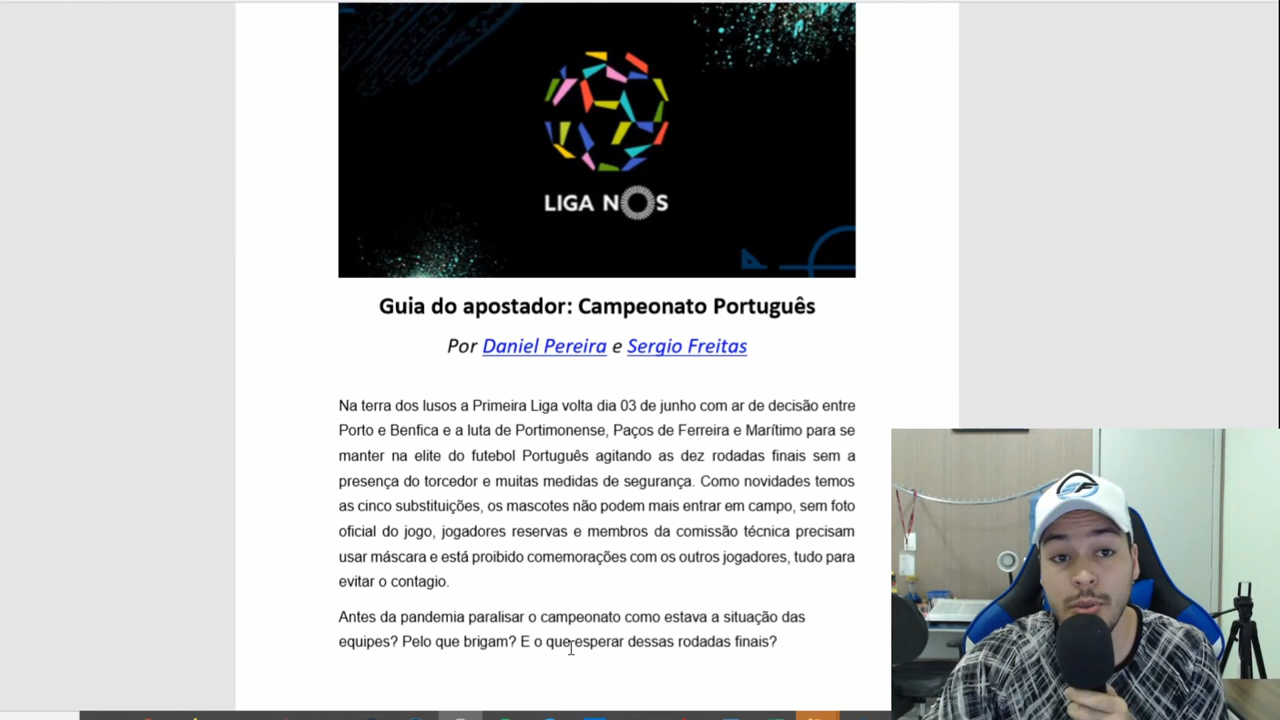 LIGA NOS
Guia do apostador: Campeonato Português
Por Daniel Pereira e Sergio Freitas
Na terra dos lusos a Primeira Liga volta dia 03 de junho com ar de decisão entre
Porto e Benfica e a luta de Portimonense, Paços de Ferreira e Marítimo para se
manter na elite do futebol Português agitando as dez rodadas finais sem a
presença do torcedor e muitas medidas de segurança. Como novidades temos
as cinco substituições, os mascotes não podem mais entrar em campo, sem foto
oficial do jogo, jogadores reservas e membros da comissão técnica precisam
usar máscara e está proibido comemorações com os outros jogadores, tudo para
evitar o contagio.
Antes da pandemia paralisar o campeonato como estava a situação das
equipes? Pelo que brigam? E o que esperar dessas rodadas finais?